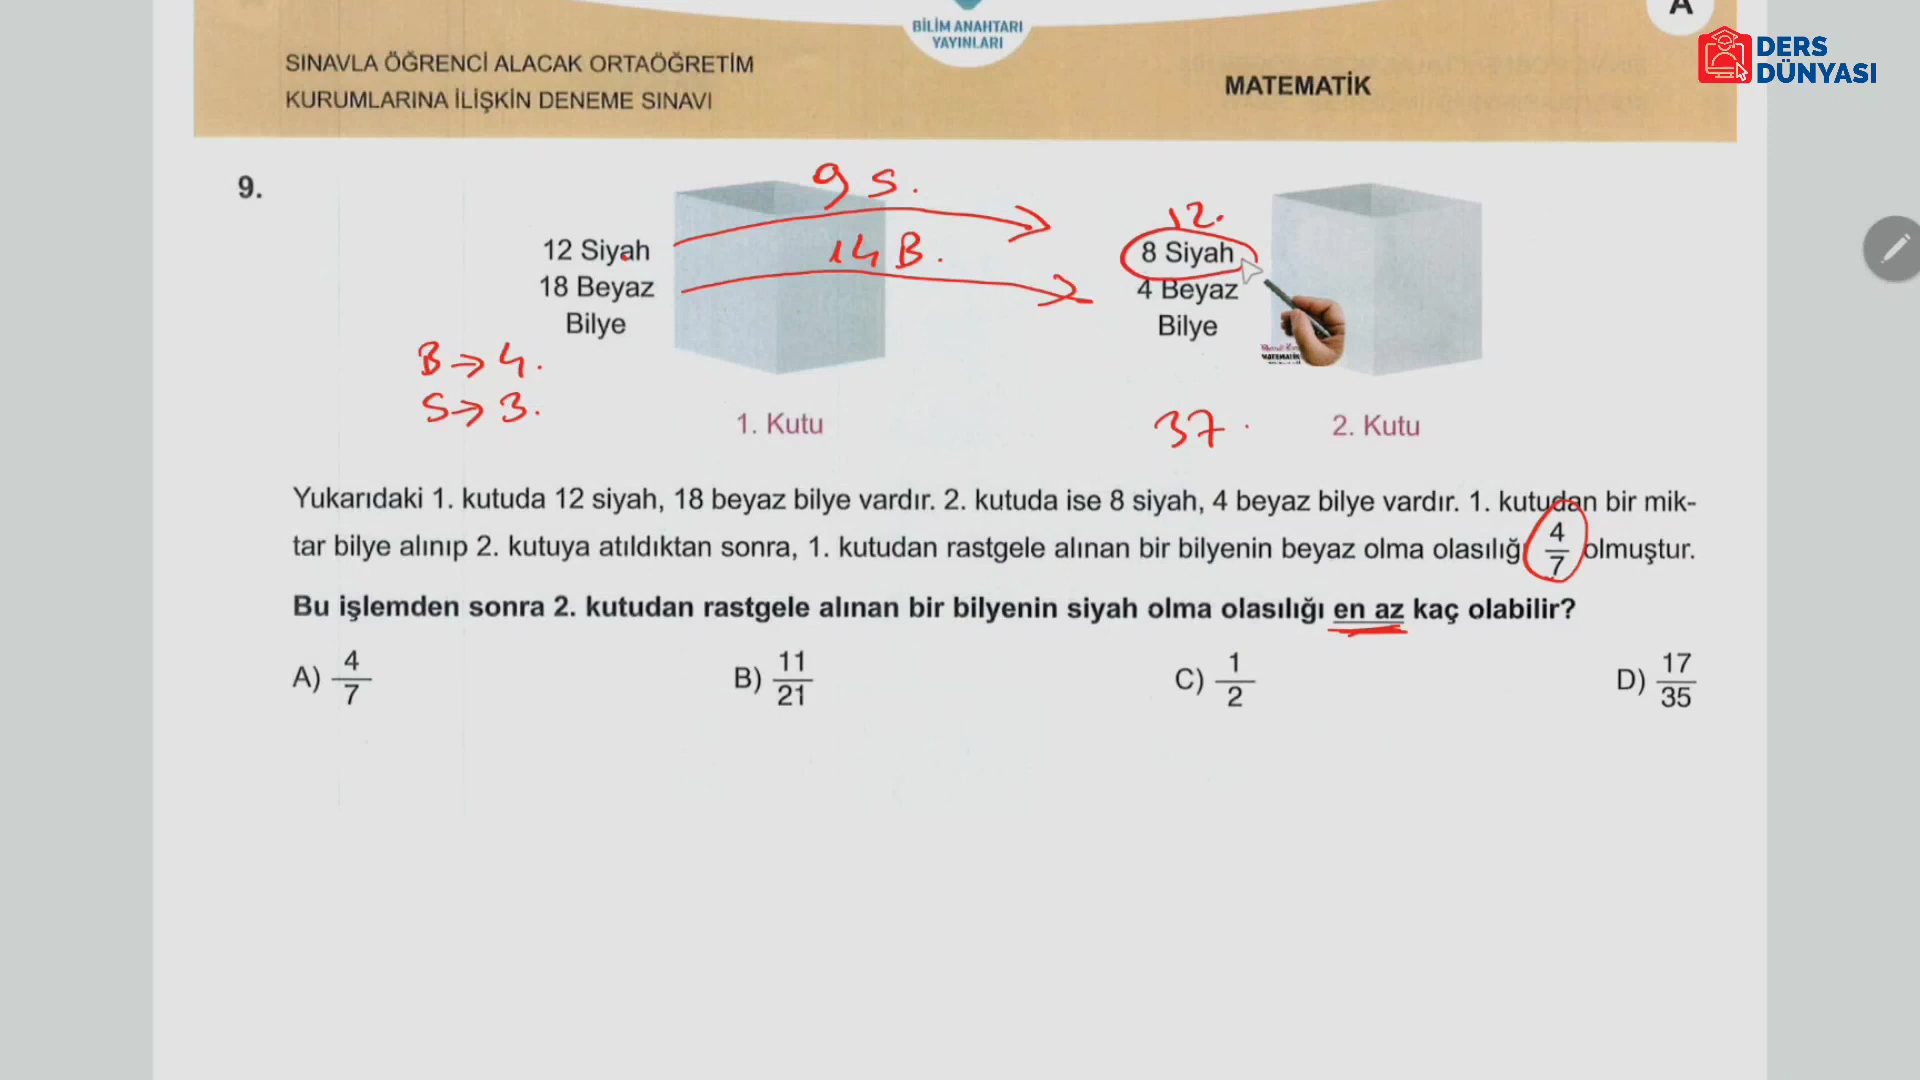 BİLİM ANAHTARI
YAYINLARI
A
DERS
DÜNYASI
SINAVLA ÖĞRENCİ ALACAK ORTAÖĞRETİM
KURUMLARINA İLİŞKİN DENEME SINAVI
MATEMATİK
9.
9 S.
14 B.
12 Siyah
18 Beyaz
Bilye
12.
8 Siyah
4 Beyaz
Bilye
MATEMATİK
B → 4.
S → 3.
1. Kutu
37.
2. Kutu
Yukarıdaki 1. kutuda 12 siyah, 18 beyaz bilye vardır. 2. kutuda ise 8 siyah, 4 beyaz bilye vardır. 1. kutudan bir mik-
tar bilye alınıp 2. kutuya atıldıktan sonra, 1. kutudan rastgele alınan bir bilyenin beyaz olma olasılığı 4/7 olmuştur.
Bu işlemden sonra 2. kutudan rastgele alınan bir bilyenin siyah olma olasılığı en az kaç olabilir?
A) 4/7 B) 11/21 C) 1/2 D) 17/35